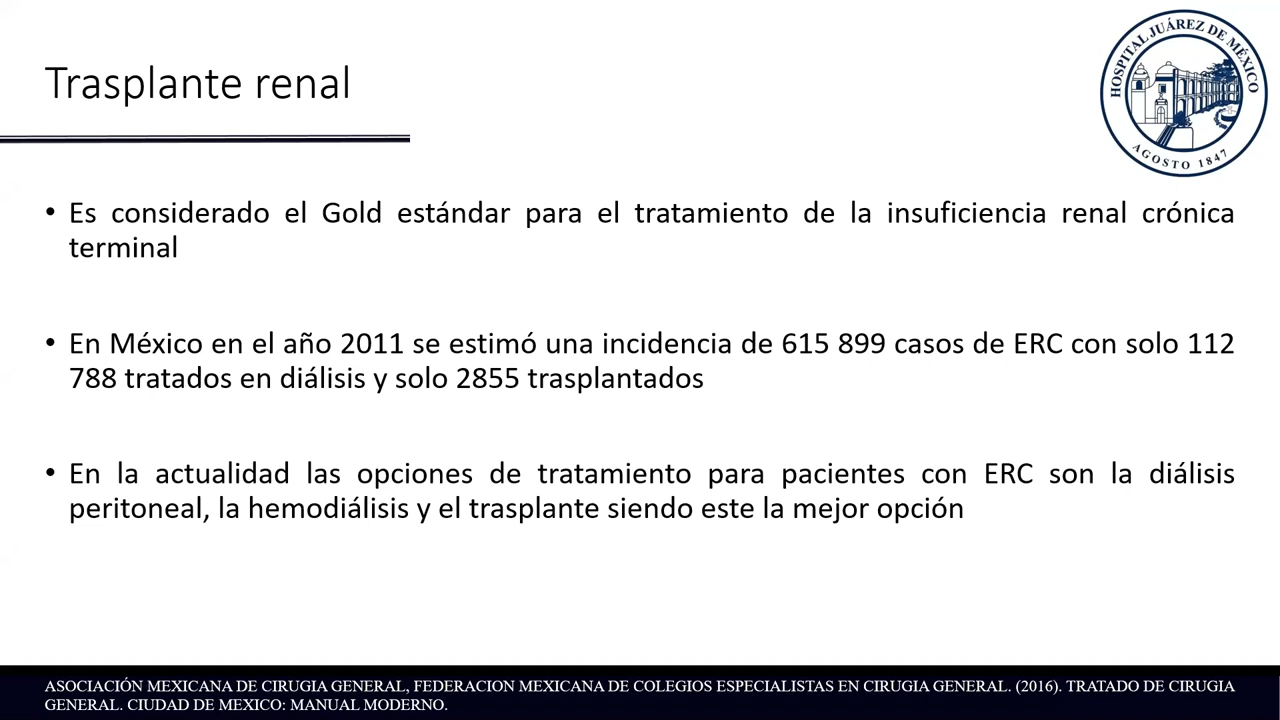 Trasplante renal
HOSPITAL JUÁREZ DE MÉXICO
AGOSTO 1847
• Es considerado el Gold estándar para el tratamiento de la insuficiencia renal crónica
terminal
• En México en el año 2011 se estimó una incidencia de 615 899 casos de ERC con solo 112
788 tratados en diálisis y solo 2855 trasplantados
• En la actualidad las opciones de tratamiento para pacientes con ERC son la diálisis
peritoneal, la hemodiálisis y el trasplante siendo este la mejor opción
ASOCIACIÓN MEXICANA DE CIRUGIA GENERAL, FEDERACION MEXICANA DE COLEGIOS ESPECIALISTAS EN CIRUGIA GENERAL. (2016). TRATADO DE CIRUGIA
GENERAL. CIUDAD DE MEXICO: MANUAL MODERNO.